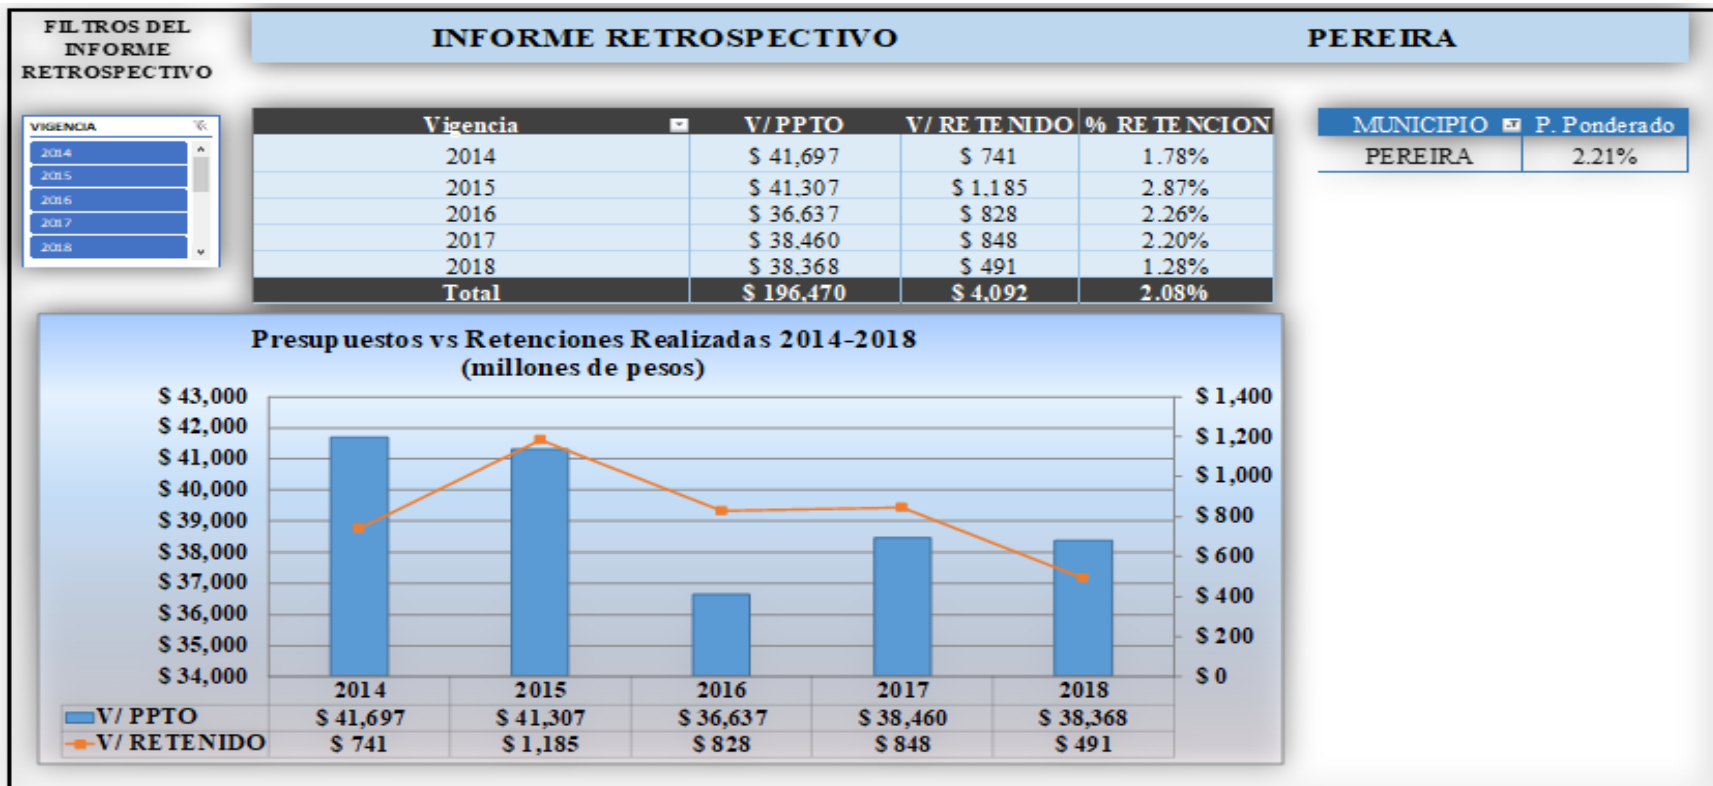 FILTROS DEL
INFORME
RETROSPECTIVO
INFORME RETROSPECTIVO PEREIRA
VIGENCIA
2014
2015
2016
2017
2018
Vigencia V/ PPTO V/ RETENIDO % RETENCION
2014 $ 41,697 $ 741 1.78%
2015 $ 41,307 $ 1,185 2.87%
2016 $ 36,637 $ 828 2.26%
2017 $ 38,460 $ 848 2.20%
2018 $ 38,368 $ 491 1.28%
Total $ 196,470 $ 4,092 2.08%
MUNICIPIO P. Ponderado
PEREIRA 2.21%
Presupuestos vs Retenciones Realizadas 2014-2018
(millones de pesos)
$ 43,000
$ 42,000
$ 41,000
$ 40,000
$ 39,000
$ 38,000
$ 37,000
$ 36,000
$ 35,000
$ 34,000
$ 1,400
$ 1,200
$ 1,000
$ 800
$ 600
$ 400
$ 200
$ 0
2014 2015 2016 2017 2018
V/ PPTO $ 41,697 $ 41,307 $ 36,637 $ 38,460 $ 38,368
V/ RETENIDO $ 741 $ 1,185 $ 828 $ 848 $ 491